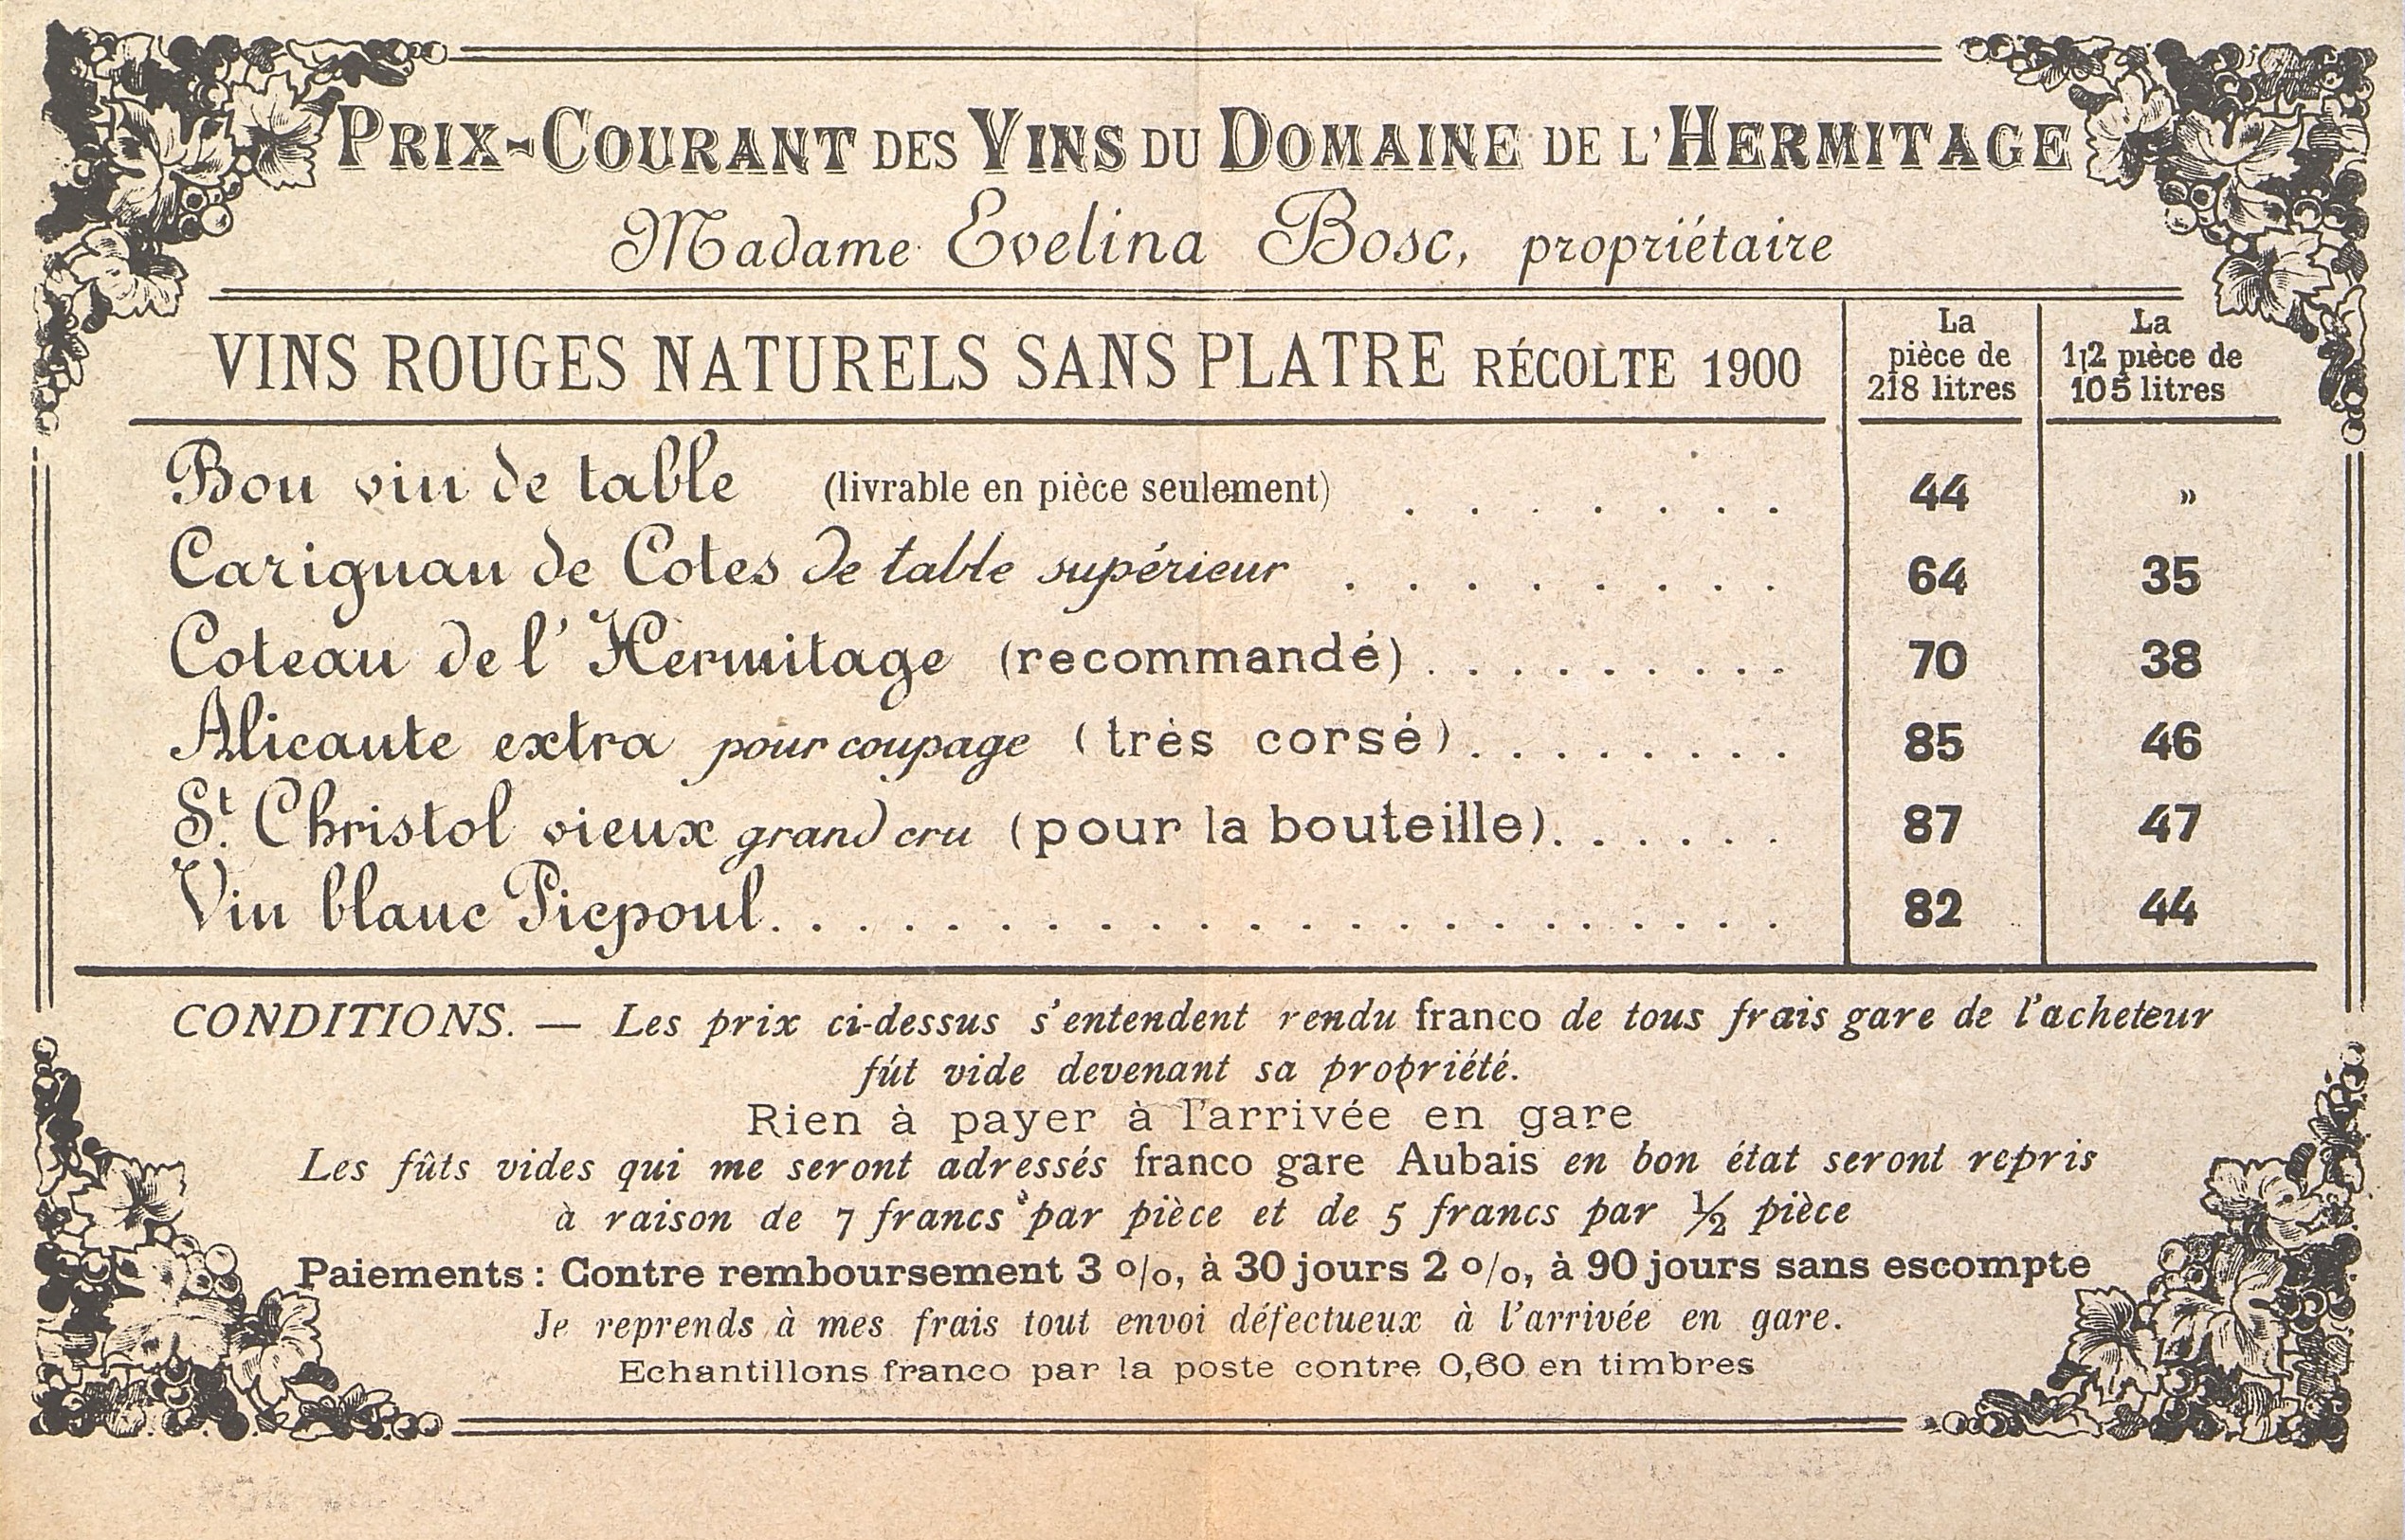 PRIX-COURANT DES VINS DU DOMAINE DE L'HERMITAGE
Madame Evelina Bosc, propriétaire
VINS ROUGES NATURELS SANS PLATRE RÉCOLTE 1900
La pièce de 218 litres
La 1|2 pièce de 105 litres
Bon vin de table (livrable en pièce seulement) . . . . . . . 44 »
Carignan de Cotes de table supérieur . . . . . . . . 64 35
Coteau de l'Hermitage (recommandé) . . . . . . . . . 70 38
Alicante extra pour coupage (très corsé) . . . . . . . . 85 46
St. Christol vieux grand cru (pour la bouteille) . . . . . . 87 47
Vin blanc Picpoul . . . . . . . . . . . . . . . . . . . . 82 44
CONDITIONS. — Les prix ci-dessus s'entendent rendu franco de tous frais gare de l'acheteur
fût vide devenant sa propriété.
Rien à payer à l'arrivée en gare
Les fûts vides qui me seront adressés franco gare Aubais en bon état seront repris
à raison de 7 francs par pièce et de 5 francs par ½ pièce
Paiements : Contre remboursement 3 o/o, à 30 jours 2 o/o, à 90 jours sans escompte
Je reprends à mes frais tout envoi défectueux à l'arrivée en gare.
Echantillons franco par la poste contre 0,60 en timbres